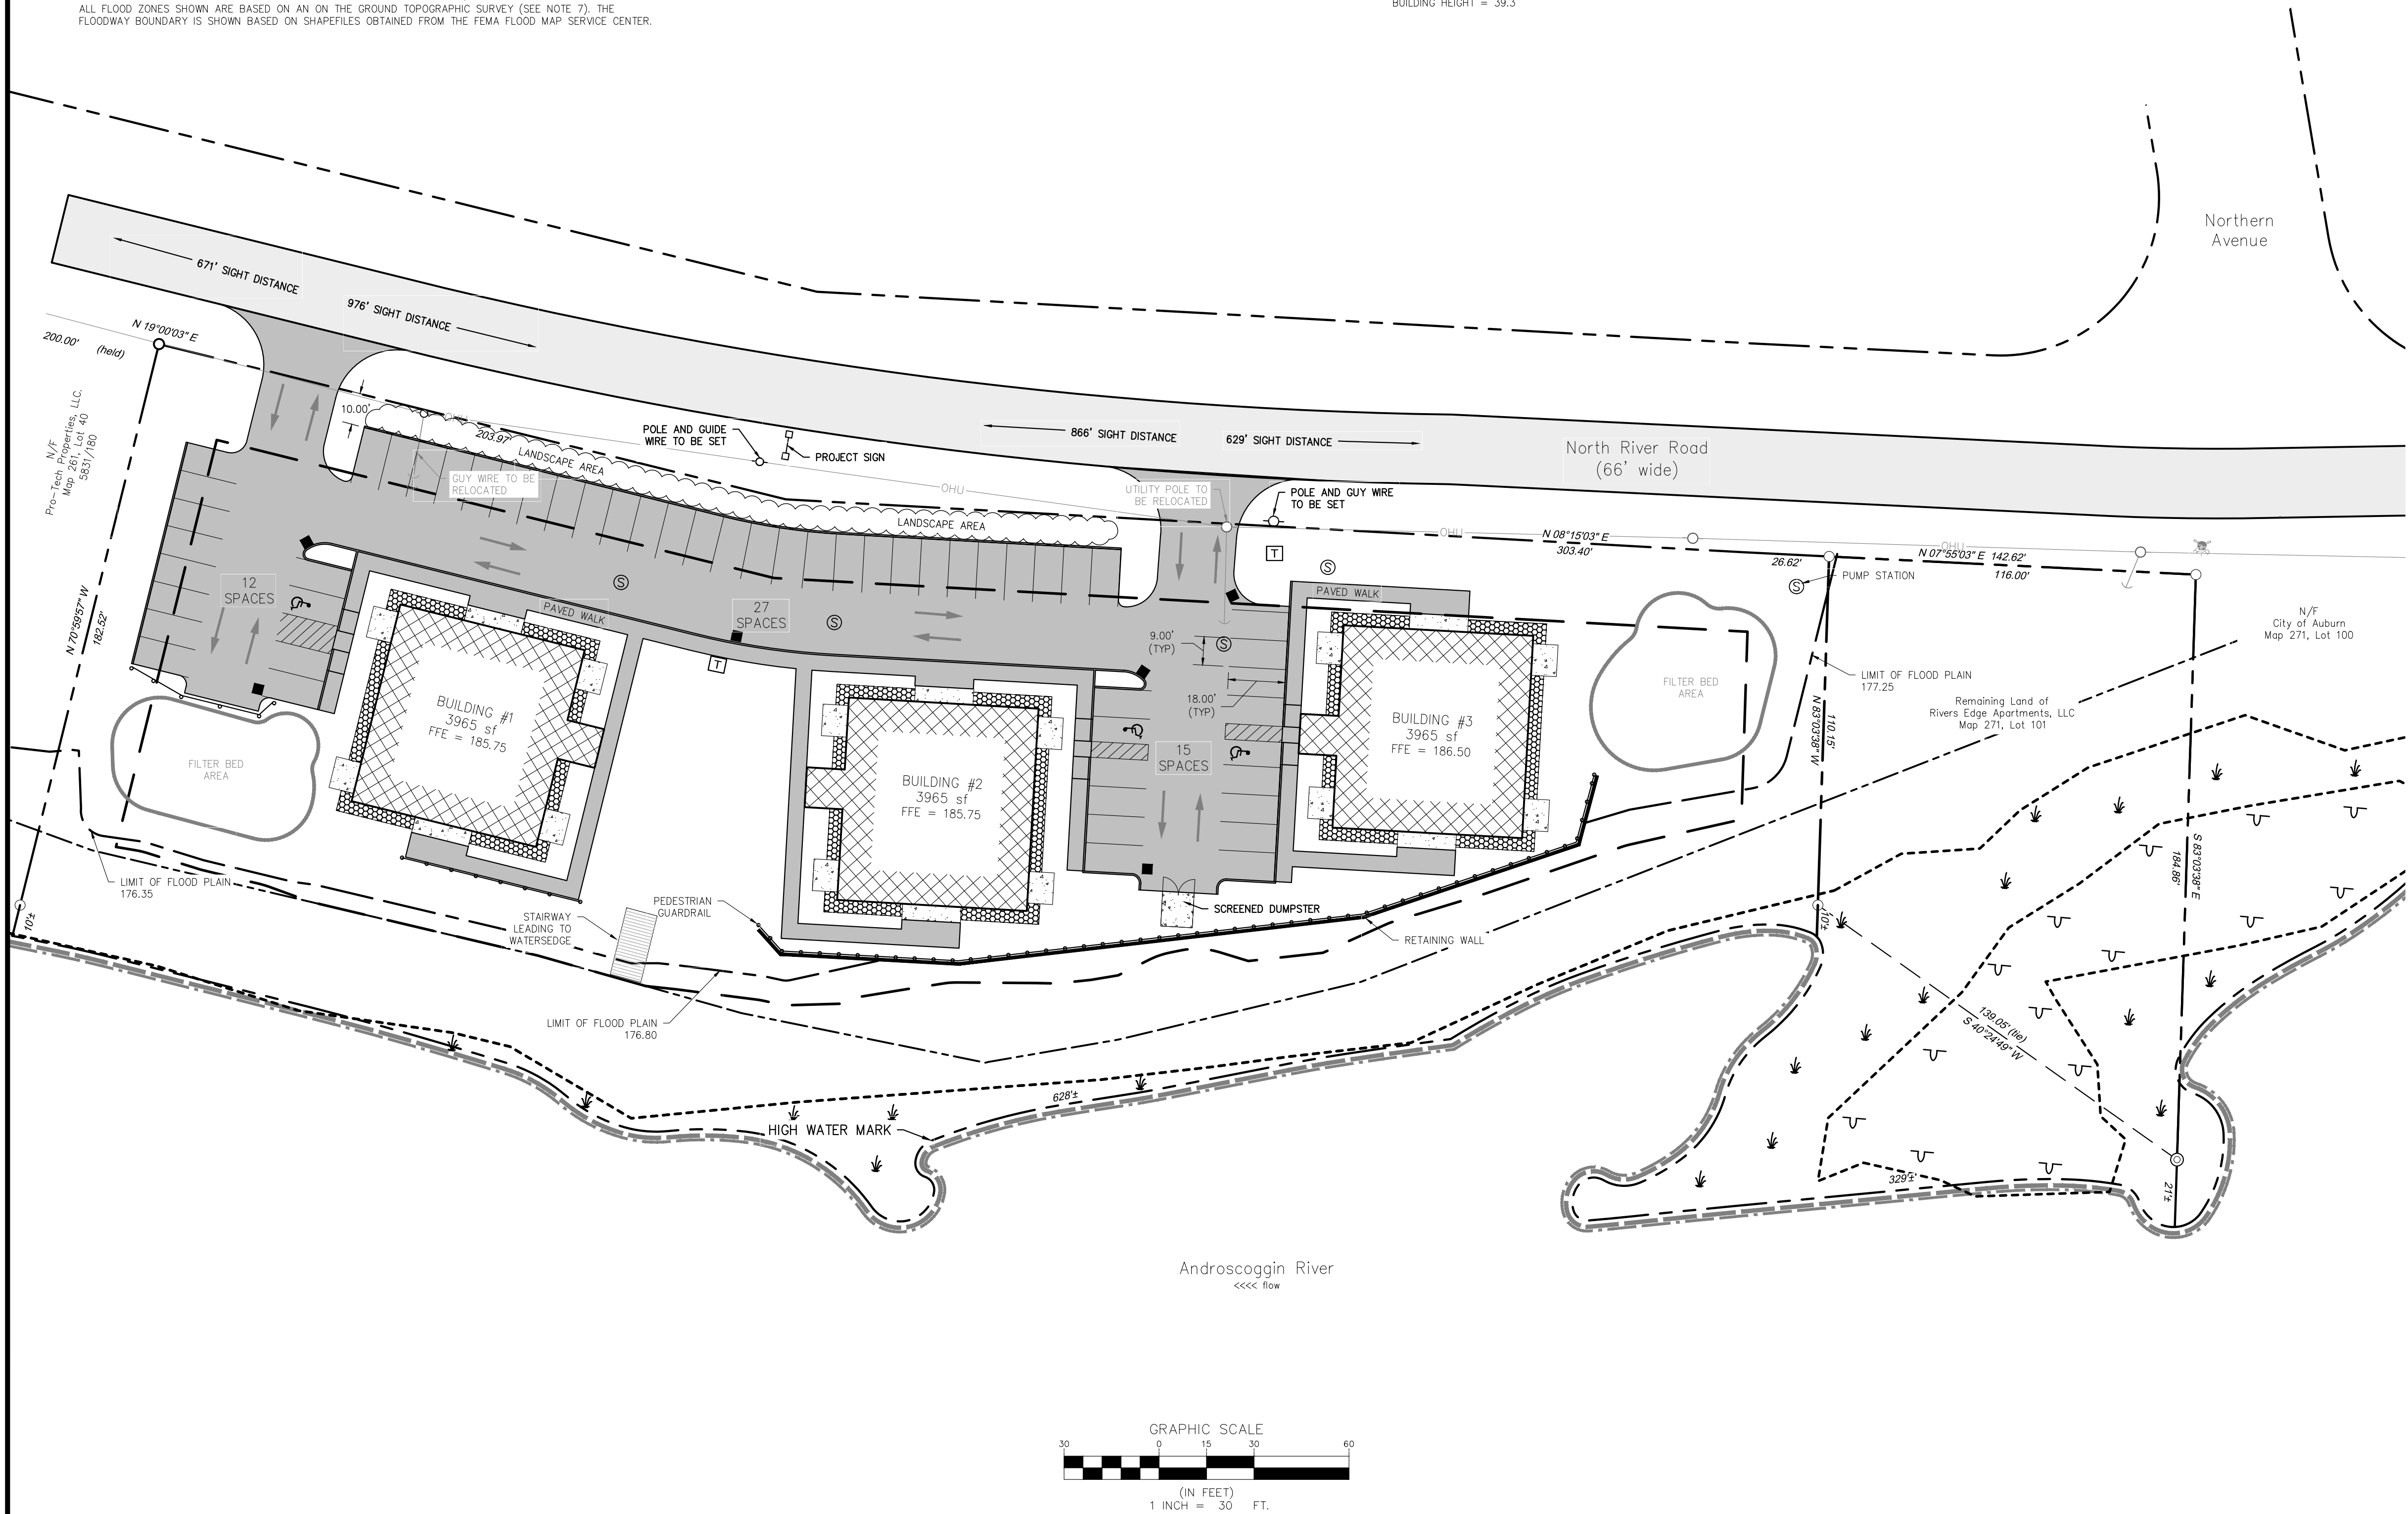 ALL FLOOD ZONES SHOWN ARE BASED ON AN ON THE GROUND TOPOGRAPHIC SURVEY (SEE NOTE 7). THE
FLOODWAY BOUNDARY IS SHOWN BASED ON SHAPEFILES OBTAINED FROM THE FEMA FLOOD MAP SERVICE CENTER.
BUILDING HEIGHT = 39.3
Northern
Avenue
671' SIGHT DISTANCE
976' SIGHT DISTANCE
N 19°00'03" E
200.00'
(held)
N/F
Pro-Tech Properties, LLC.
Map 261, Lot 40
5831/180
10.00'
OHU
203.97'
LANDSCAPE AREA
GUY WIRE TO BE
RELOCATED
POLE AND GUIDE
WIRE TO BE SET
PROJECT SIGN
866' SIGHT DISTANCE
629' SIGHT DISTANCE
North River Road
(66' wide)
OHU
UTILITY POLE TO
BE RELOCATED
POLE AND GUY WIRE
TO BE SET
LANDSCAPE AREA
T
OHU
N 08°15'03" E
303.40'
26.62'
OHU
N 07°55'03" E 142.62'
116.00'
S
S
S
S
S
PUMP STATION
N/F
City of Auburn
Map 271, Lot 100
12
SPACES
PAVED WALK
27
SPACES
PAVED WALK
9.00'
(TYP)
18.00'
(TYP)
T
N 70°59'57" W
182.52'
LIMIT OF FLOOD PLAIN
177.25
FILTER BED
AREA
Remaining Land of
Rivers Edge Apartments, LLC
Map 271, Lot 101
N 83°03'38" W
110.15'
BUILDING #1
3965 sf
FFE = 185.75
BUILDING #2
3965 sf
FFE = 185.75
15
SPACES
BUILDING #3
3965 sf
FFE = 186.50
FILTER BED
AREA
S 83°03'38" E
184.86'
LIMIT OF FLOOD PLAIN
176.35
10'±
STAIRWAY
LEADING TO
WATERSEDGE
PEDESTRIAN
GUARDRAIL
SCREENED DUMPSTER
RETAINING WALL
10'±
LIMIT OF FLOOD PLAIN
176.80
139.05' (tie)
S 40°24'49" W
628'±
HIGH WATER MARK
329'±
21'±
Androscoggin River
<<<< flow
GRAPHIC SCALE
30 0 15 30 60
(IN FEET)
1 INCH = 30 FT.